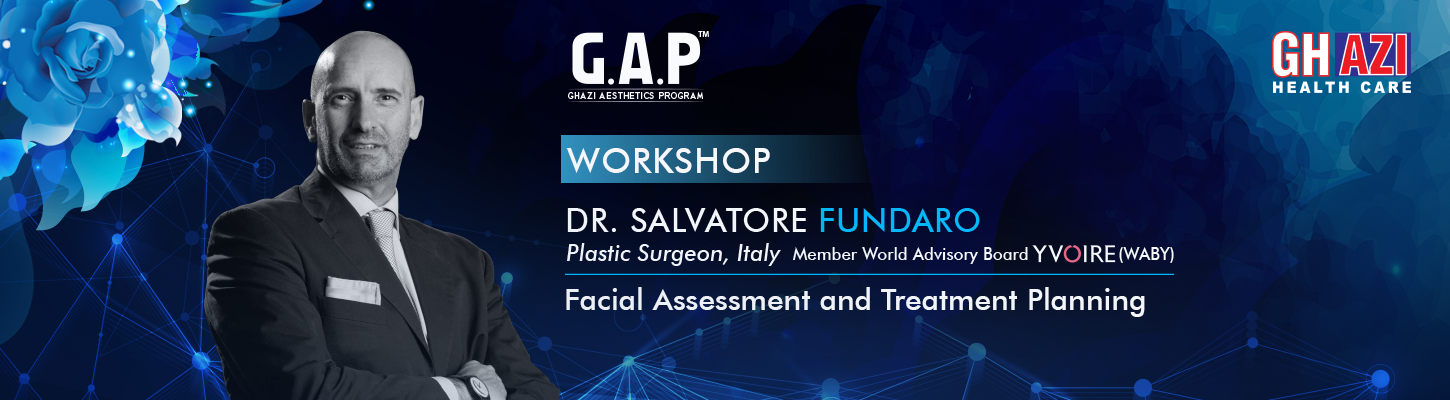 G.A.P™
GHAZI AESTHETICS PROGRAM
GHAZI
HEALTH CARE
WORKSHOP
DR. SALVATORE FUNDARO
Plastic Surgeon, Italy Member World Advisory Board YVOIRE (WABY)
Facial Assessment and Treatment Planning